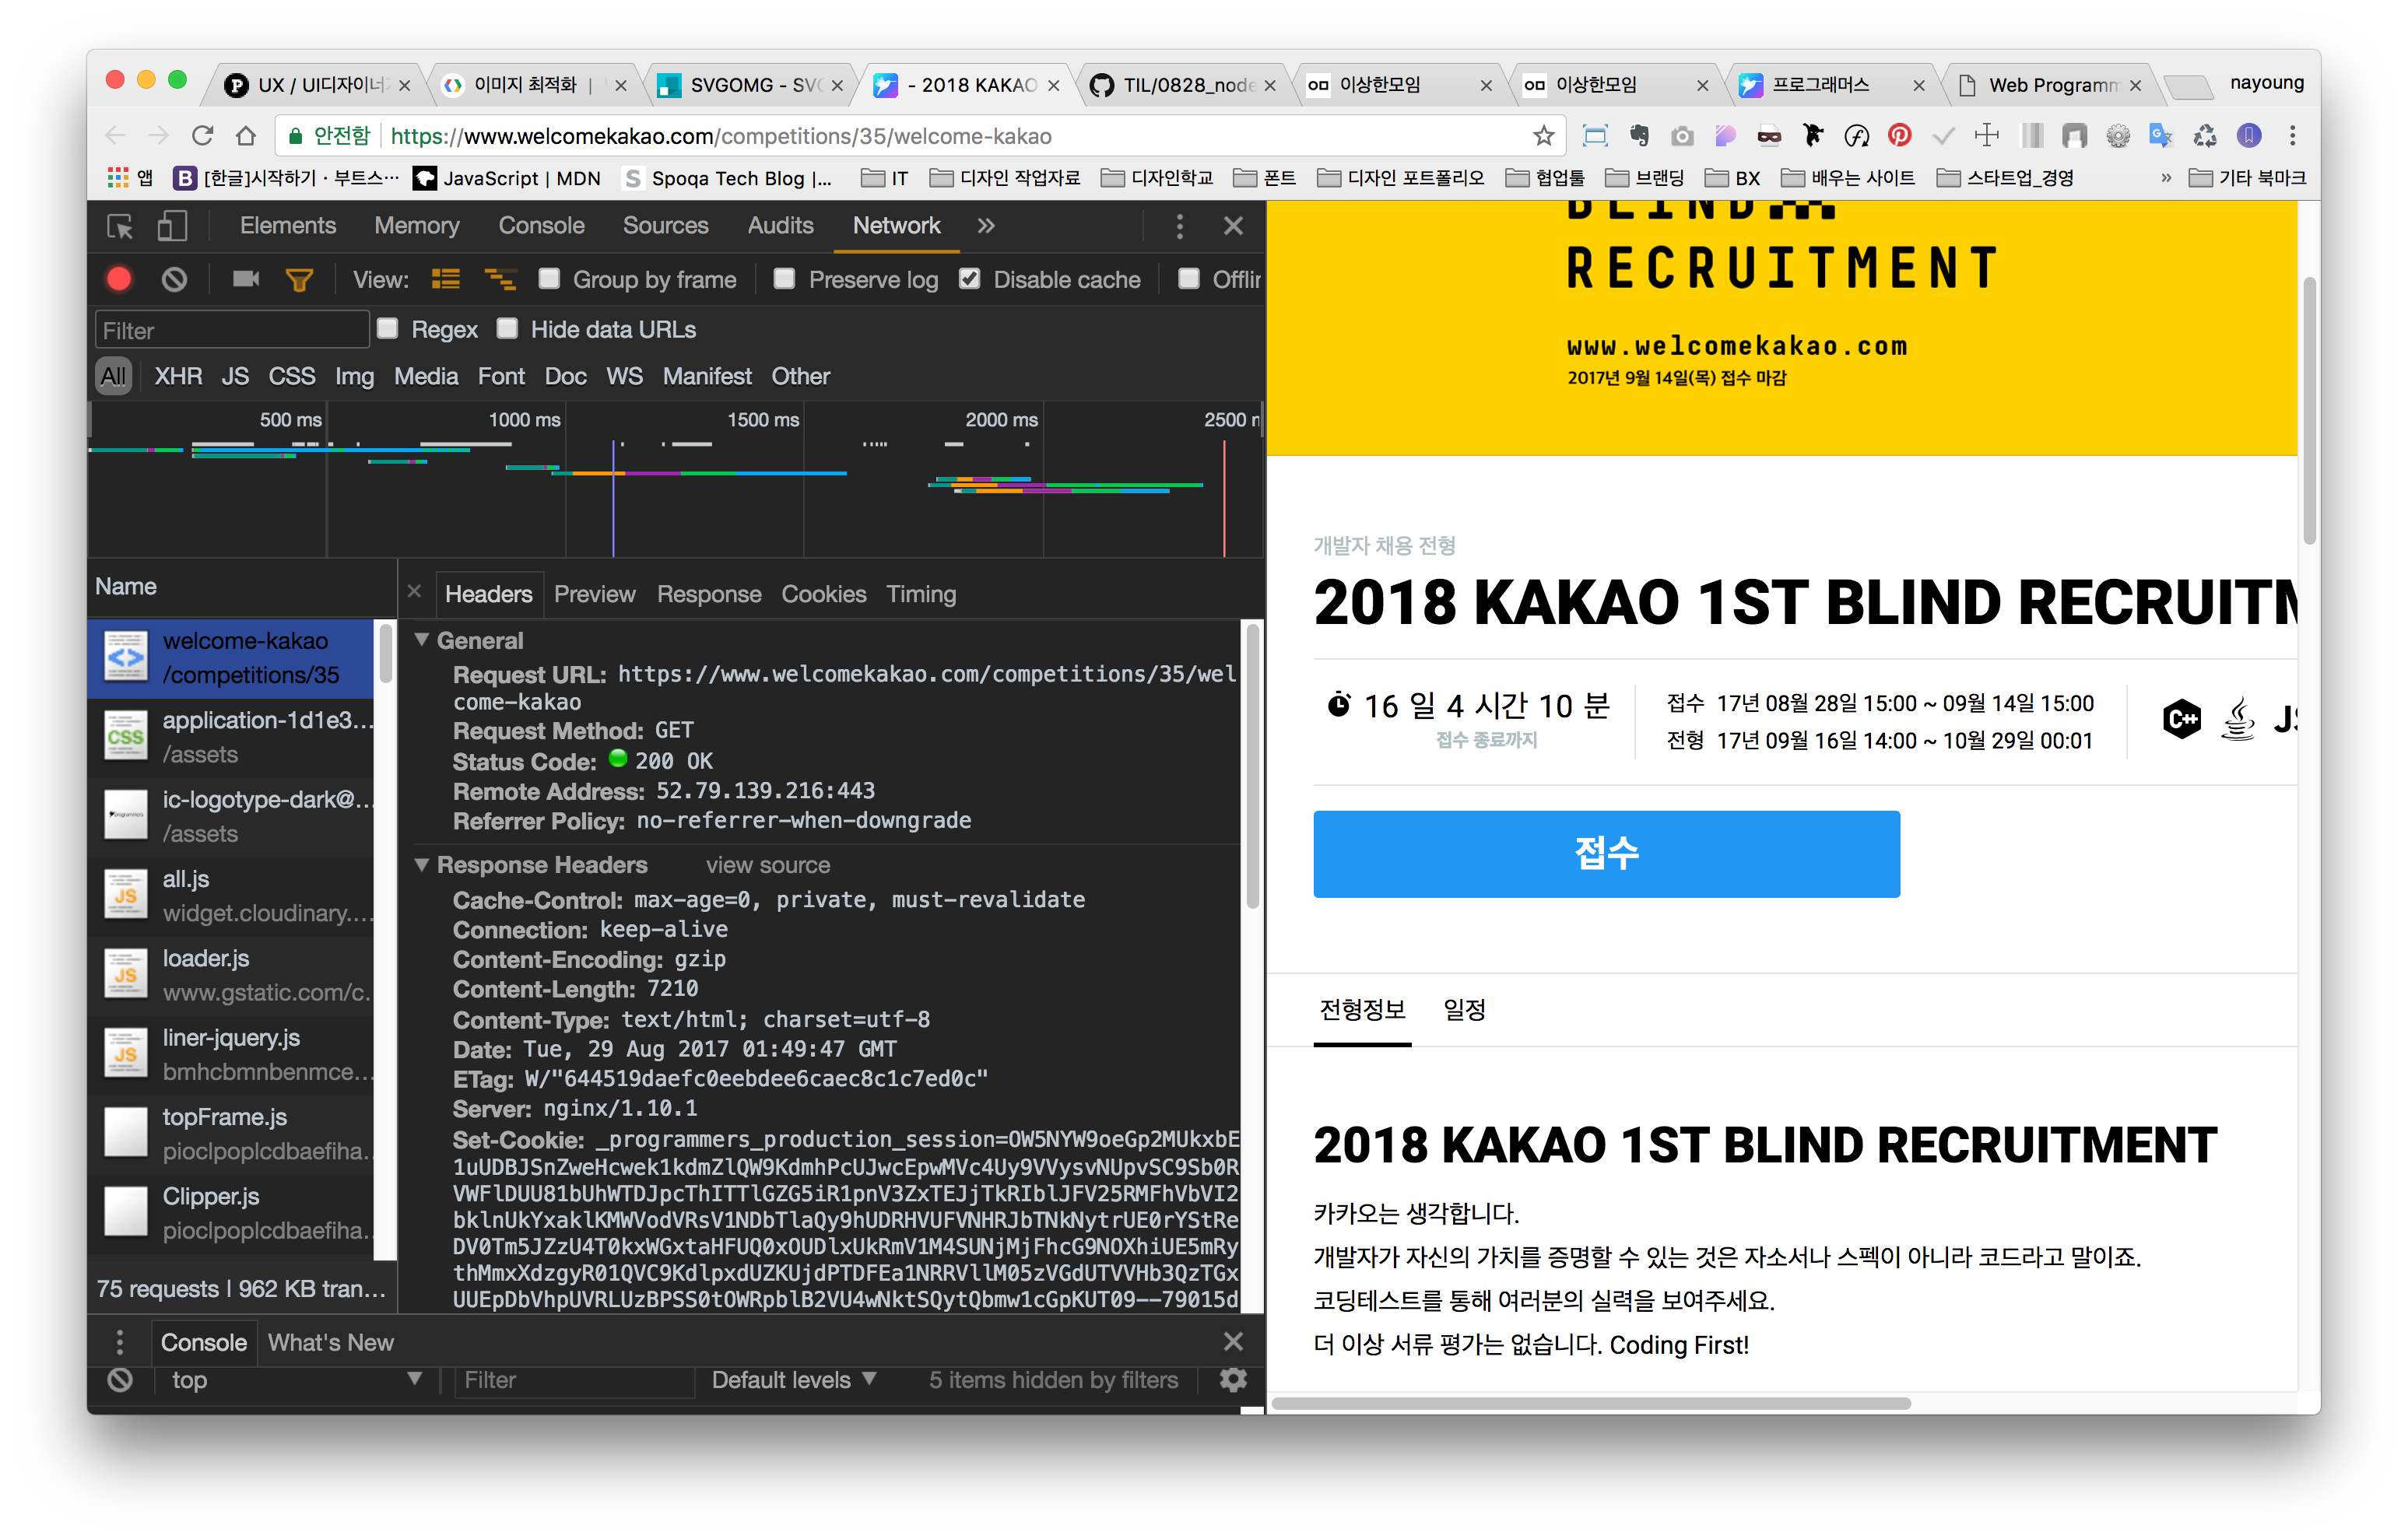 UX / UI디자이너
이미지 최적화 |
SVGOMG - SVG
- 2018 KAKAO
TIL/0828_node
이상한모임
이상한모임
프로그래머스
Web Programm
nayoung
안전함 https://www.welcomekakao.com/competitions/35/welcome-kakao
앱 [한글]시작하기 · 부트스… JavaScript | MDN Spoqa Tech Blog |... IT 디자인 작업자료 디자인학교 폰트 디자인 포트폴리오 협업툴 브랜딩 BX 배우는 사이트 스타트업_경영 » 기타 북마크
Elements Memory Console Sources Audits Network »
View: Group by frame Preserve log Disable cache Offlin
Filter Regex Hide data URLs
All XHR JS CSS Img Media Font Doc WS Manifest Other
500 ms 1000 ms 1500 ms 2000 ms 2500 m
Name
welcome-kakao
/competitions/35
application-1d1e3...
/assets
ic-logotype-dark@...
/assets
all.js
widget.cloudinary....
loader.js
www.gstatic.com/c.
liner-jquery.js
bmhcbmnbenmce...
topFrame.js
pioclpoplcdbaefiha.
Clipper.js
pioclpoplcdbaefiha.
75 requests | 962 KB tran...
Headers Preview Response Cookies Timing
General
Request URL: https://www.welcomekakao.com/competitions/35/wel
come-kakao
Request Method: GET
Status Code: 200 OK
Remote Address: 52.79.139.216:443
Referrer Policy: no-referrer-when-downgrade
Response Headers view source
Cache-Control: max-age=0, private, must-revalidate
Connection: keep-alive
Content-Encoding: gzip
Content-Length: 7210
Content-Type: text/html; charset=utf-8
Date: Tue, 29 Aug 2017 01:49:47 GMT
ETag: W/"644519daefc0eebdee6caec8c1c7ed0c"
Server: nginx/1.10.1
Set-Cookie: _programmers_production_session=OW5NYW9oeGp2MUkxbE
1uUDBJSnZweHcwek1kdmZlQW9KdmhPcUJwcEpwMVc4Uy9VVysvNUpvSC9Sb0R
VWFlDUU81bUhWTDJpcThITTlGZG5iR1pnV3ZxTEJjTkRIblJFV25RMFhVbVI2
bklnUkYxaklKMWVodVRsV1NDbTlaQy9hUDRHVUFVNHRJbTNkNytrUE0rYStRe
DV0Tm5JZzU4T0kxWGxtaHFUQ0xOUDlxUkRmV1M4SUNjMjFhcG9NOXhiUE5mRy
thMmxXdzgyR01QVC9KdlpxdUZKUjdPTDFEa1NRRVllM05zVGdUTVVHb3QzTGx
UUEpDbVhpUVRLUzBPSS0tOWRpblB2VU4wNktSQytQbmw1cGpKUT09--79015d
Console What's New
top Filter Default levels 5 items hidden by filters
BLIND
RECRUITMENT
www.welcomekakao.com
2017년 9월 14일(목) 접수 마감
개발자 채용 전형
2018 KAKAO 1ST BLIND RECRUITM
16 일 4 시간 10 분
접수 종료까지
접수 17년 08월 28일 15:00 ~ 09월 14일 15:00
전형 17년 09월 16일 14:00 ~ 10월 29일 00:01
C++ JS
접수
전형정보 일정
2018 KAKAO 1ST BLIND RECRUITMENT
카카오는 생각합니다.
개발자가 자신의 가치를 증명할 수 있는 것은 자소서나 스펙이 아니라 코드라고 말이죠.
코딩테스트를 통해 여러분의 실력을 보여주세요.
더 이상 서류 평가는 없습니다. Coding First!